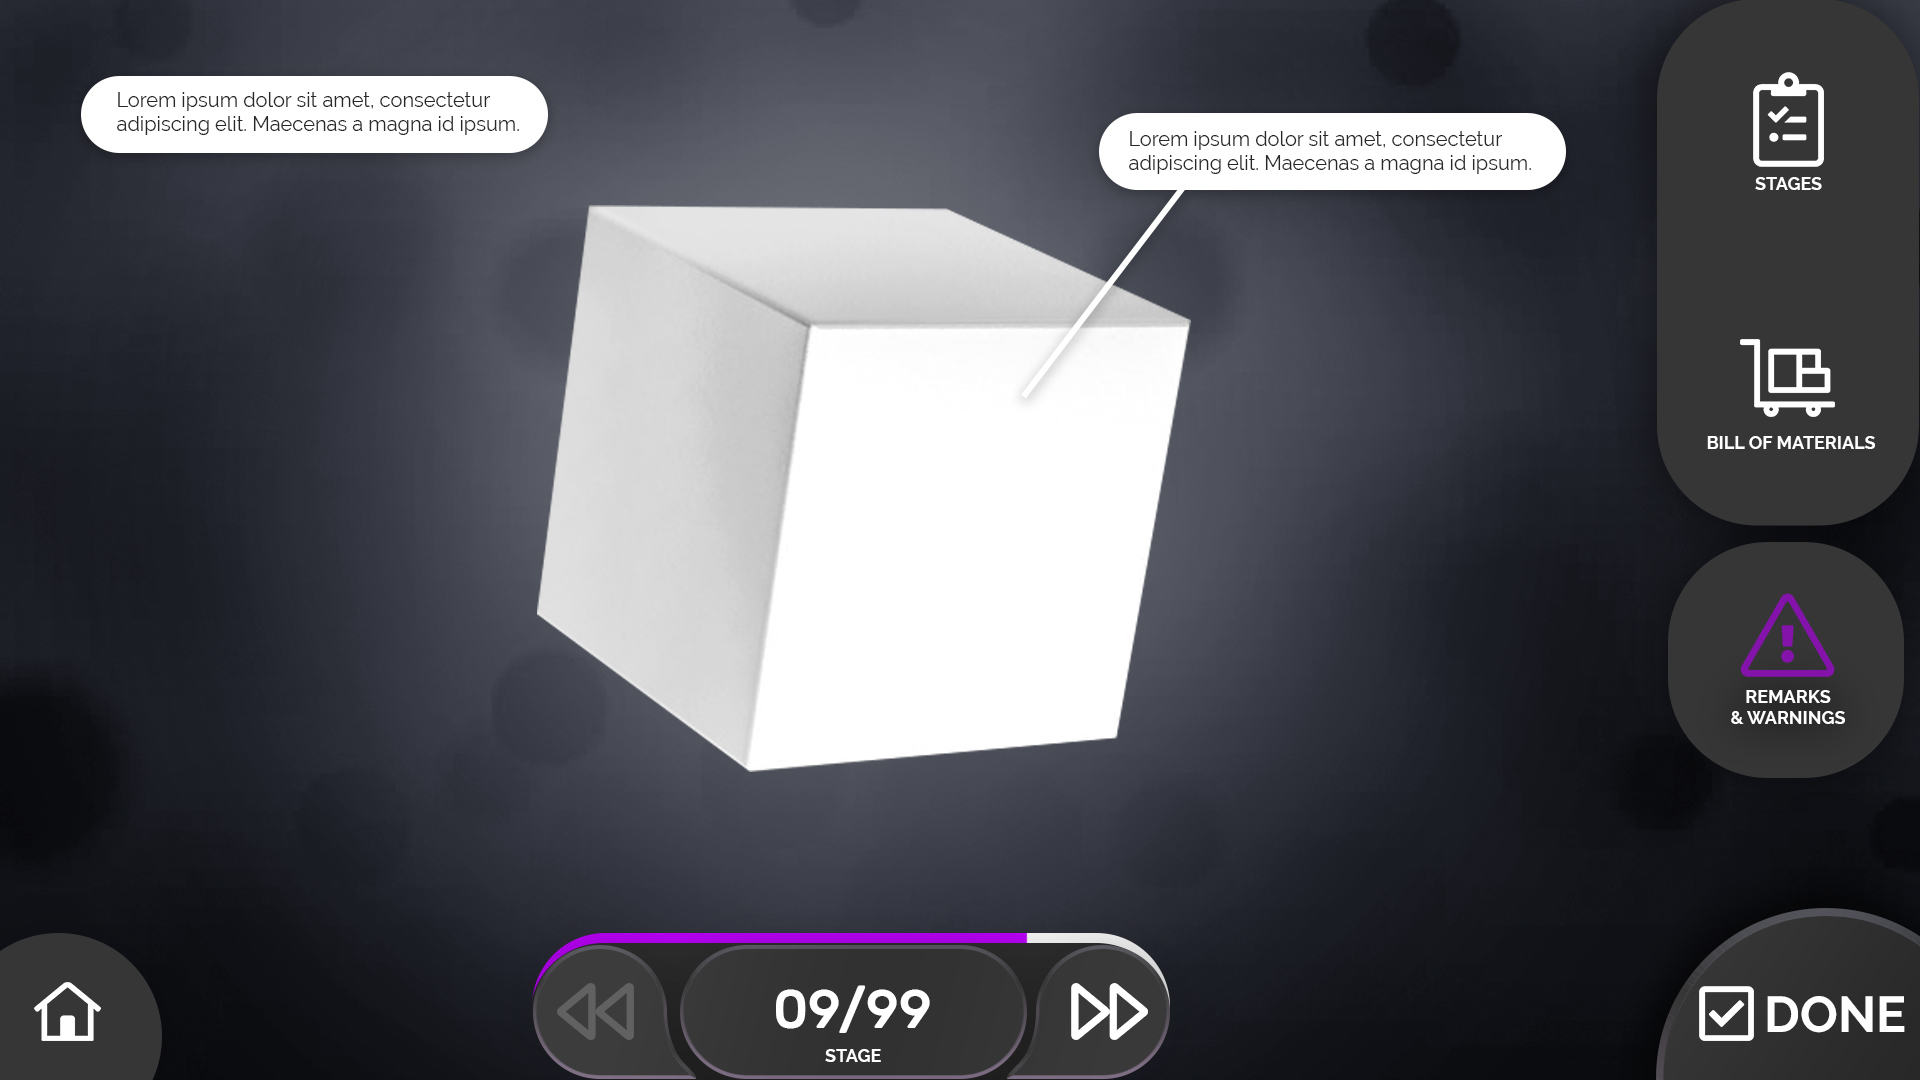 Lorem ipsum dolor sit amet, consectetur
adipiscing elit. Maecenas a magna id ipsum.
Lorem ipsum dolor sit amet, consectetur
adipiscing elit. Maecenas a magna id ipsum.
STAGES
BILL OF MATERIALS
REMARKS
& WARNINGS
09/99
STAGE
DONE